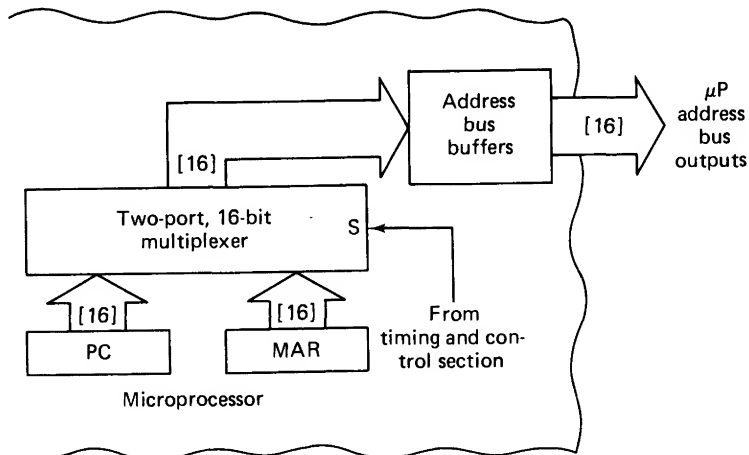 Address
bus
buffers
[16]
μP
address
bus
outputs
[16]
Two-port, 16-bit
multiplexer
S
[16]
[16]
From
timing and con-
trol section
PC
MAR
Microprocessor